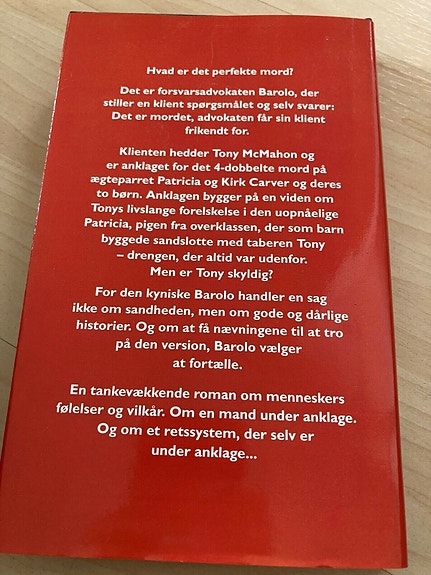 Hvad er det perfekte mord?
Det er forsvarsadvokaten Barolo, der
stiller en klient spørgsmålet og selv svarer:
Det er mordet, advokaten får sin klient
frikendt for.
Klienten hedder Tony McMahon og
er anklaget for det 4-dobbelte mord på
ægteparret Patricia og Kirk Carver og deres
to børn. Anklagen bygger på en viden om
Tonys livslange forelskelse i den uopnåelige
Patricia, pigen fra overklassen, der som barn
byggede sandslotte med taberen Tony
– drengen, der altid var udenfor.
Men er Tony skyldig?
For den kyniske Barolo handler en sag
ikke om sandheden, men om gode og dårlige
historier. Og om at få nævningene til at tro
på den version, Barolo vælger
at fortælle.
En tankevækkende roman om menneskers
følelser og vilkår. Om en mand under anklage.
Og om et retssystem, der selv er
under anklage...